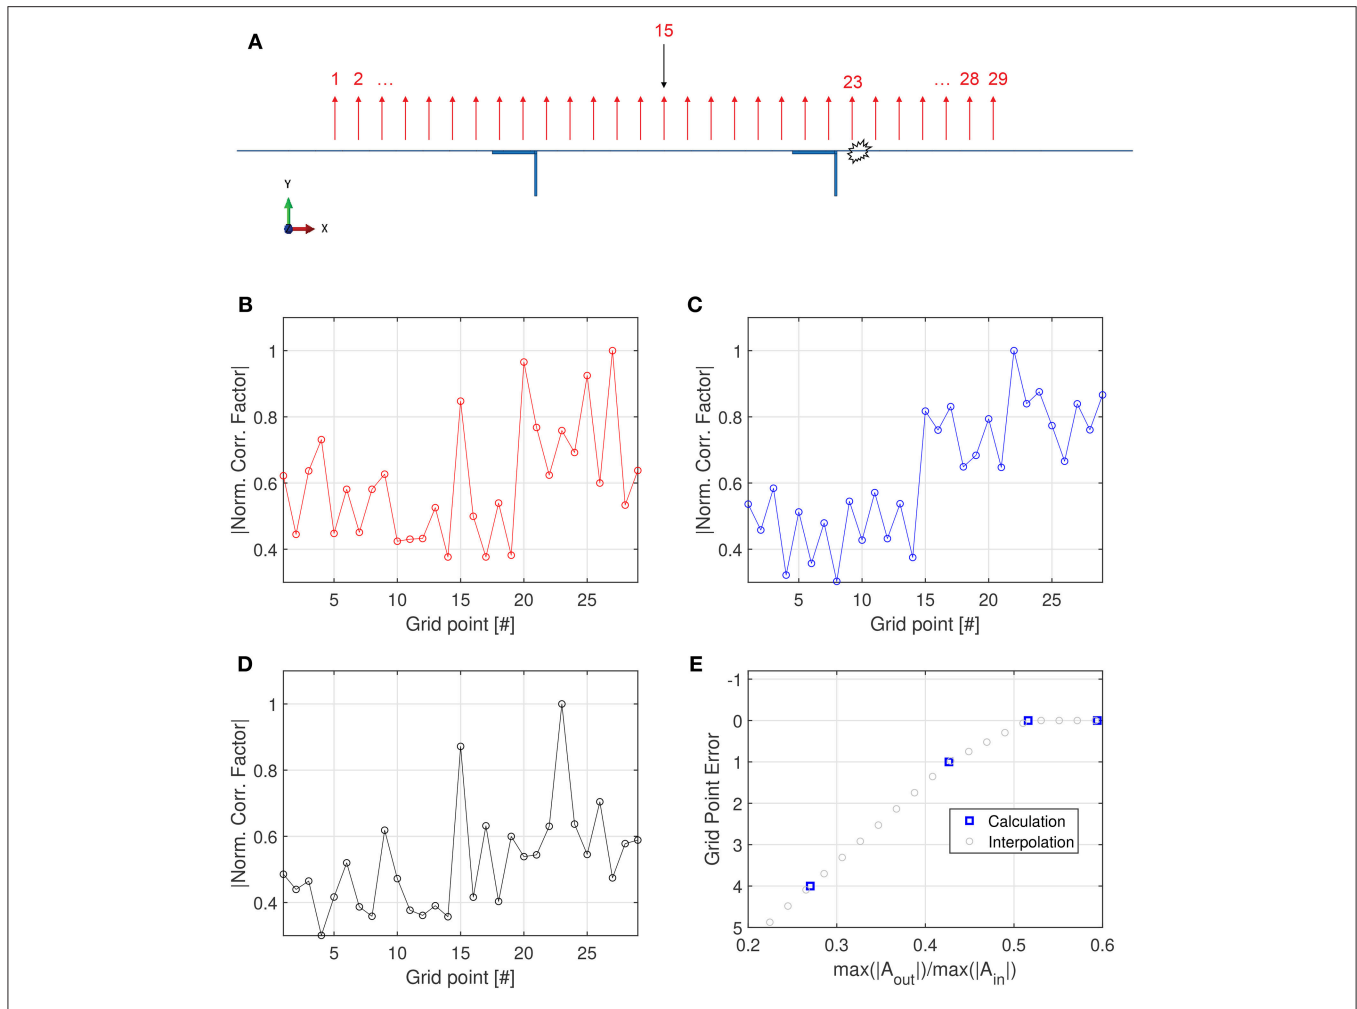 A
15
1 2 ... 23 ... 28 29
Y
X
B
|Norm. Corr. Factor|
1
0.8
0.6
0.4
5 10 15 20 25
Grid point [#]
C
|Norm. Corr. Factor|
1
0.8
0.6
0.4
5 10 15 20 25
Grid point [#]
D
|Norm. Corr. Factor|
1
0.8
0.6
0.4
5 10 15 20 25
Grid point [#]
E
Grid Point Error
-1
0
1
2
3
4
5
Calculation
Interpolation
0.2 0.3 0.4 0.5 0.6
max(|A_out|)/max(|A_in|)